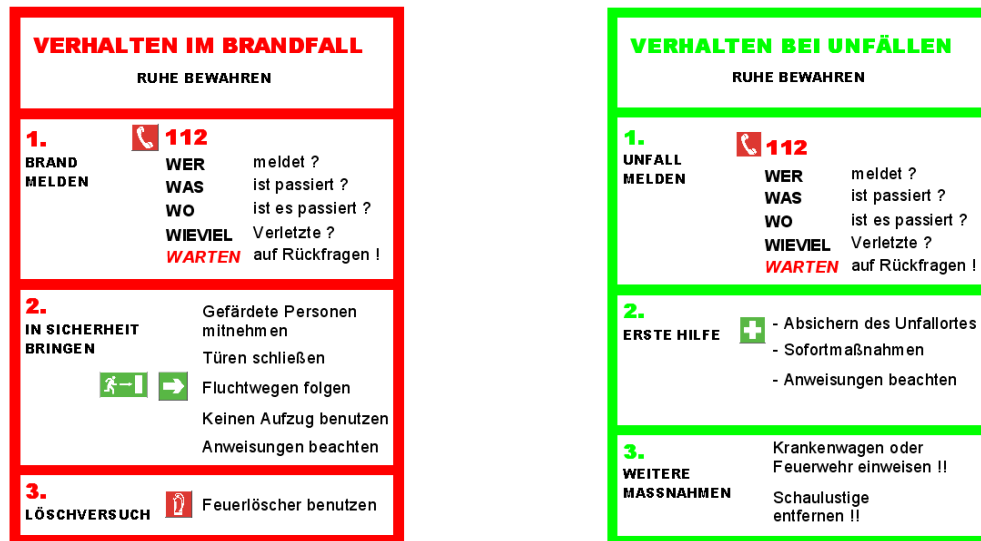 VERHALTEN IM BRANDFALL
RUHE BEWAHREN
1.
BRAND
MELDEN
112
WER meldet ?
WAS ist passiert ?
WO ist es passiert ?
WIEVIEL Verletzte ?
WARTEN auf Rückfragen !
2.
IN SICHERHEIT
BRINGEN
Gefärdete Personen
mitnehmen
Türen schließen
Fluchtwegen folgen
Keinen Aufzug benutzen
Anweisungen beachten
3.
LÖSCHVERSUCH
Feuerlöscher benutzen
VERHALTEN BEI UNFÄLLEN
RUHE BEWAHREN
1.
UNFALL
MELDEN
112
WER meldet ?
WAS ist passiert ?
WO ist es passiert ?
WIEVIEL Verletzte ?
WARTEN auf Rückfragen !
2.
ERSTE HILFE
- Absichern des Unfallortes
- Sofortmaßnahmen
- Anweisungen beachten
3.
WEITERE
MASSNAHMEN
Krankenwagen oder
Feuerwehr einweisen !!
Schaulustige
entfernen !!